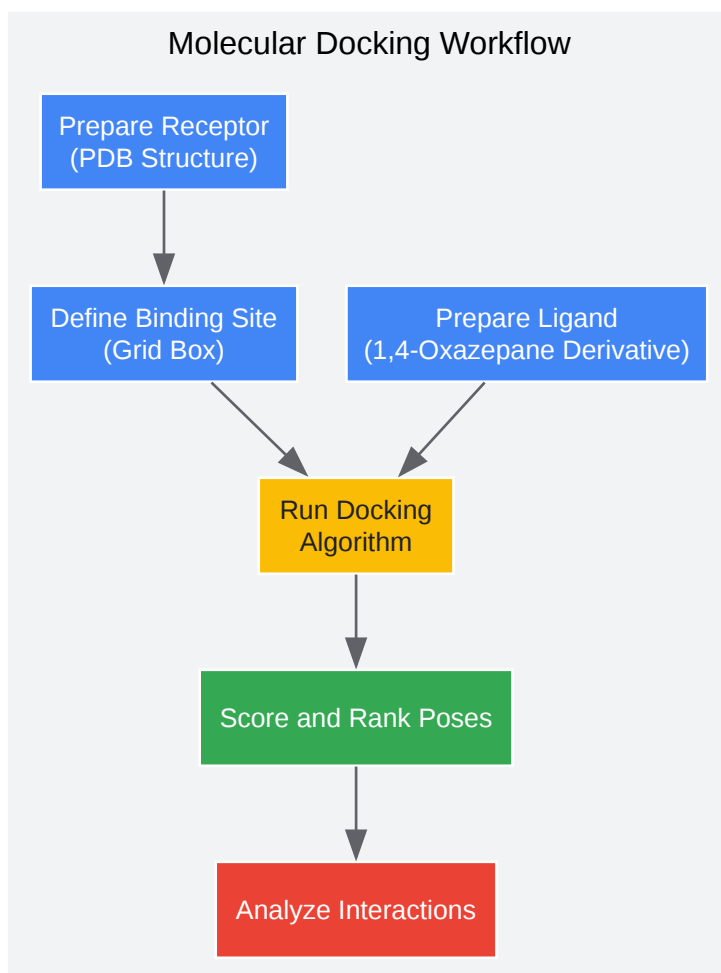 Molecular Docking Workflow
Prepare Receptor
(PDB Structure)
Define Binding Site
(Grid Box)
Prepare Ligand
(1,4-Oxazepane Derivative)
Run Docking
Algorithm
Score and Rank Poses
Analyze Interactions